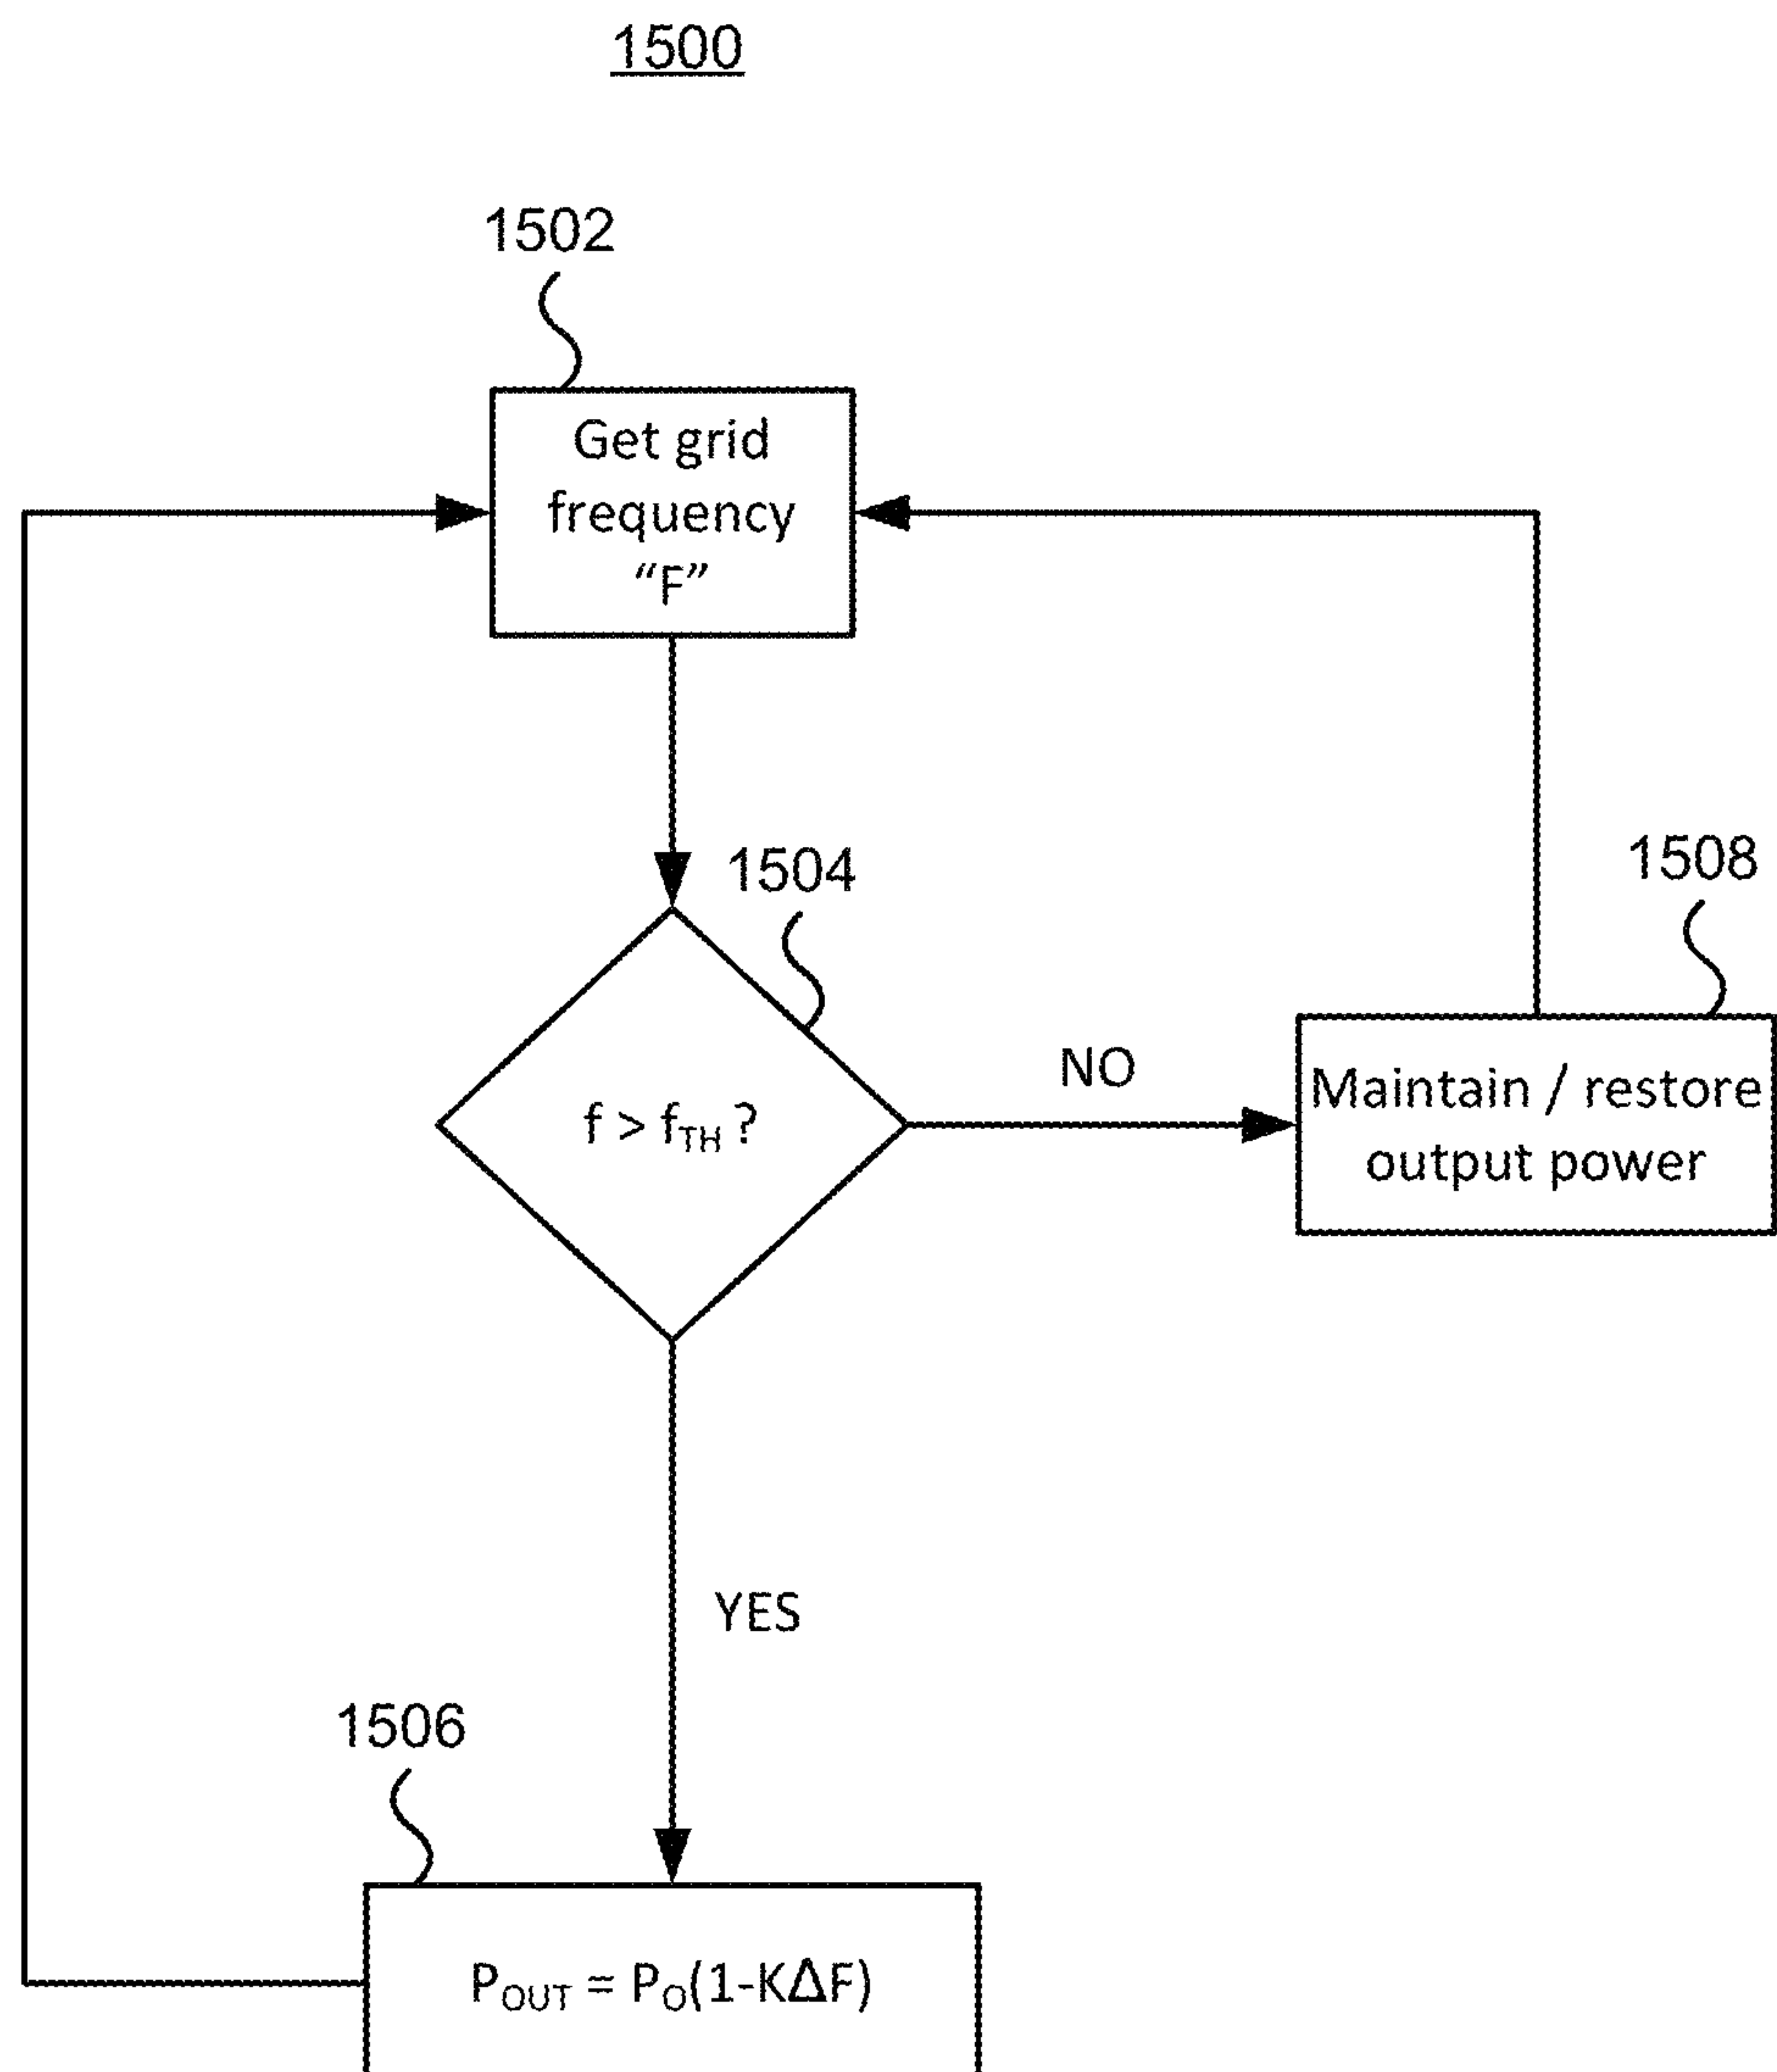 1500
1502
Get grid
frequency
“F”
1504
1508
f > fTH ?
NO
Maintain / restore
output power
YES
1506
POUT = PO(1-KΔF)